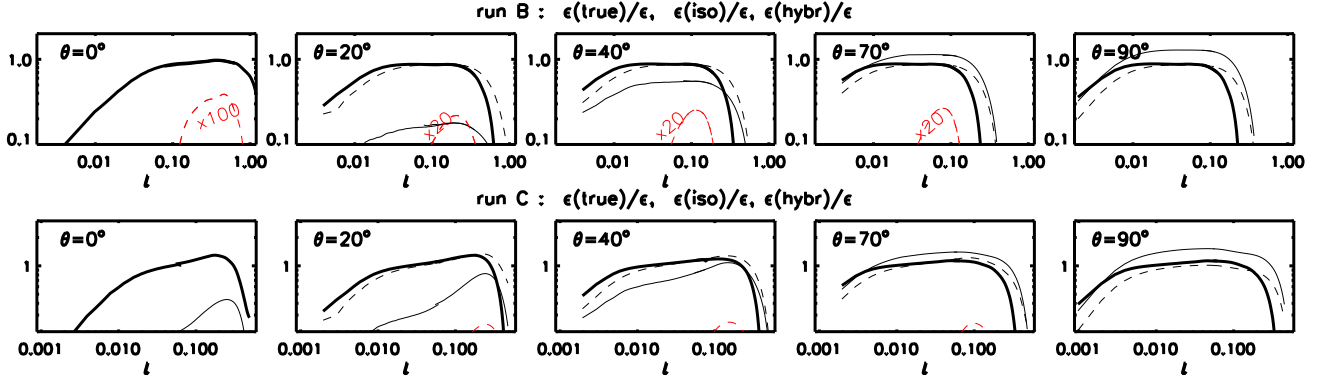 run B : ϵ(true)/ϵ, ϵ(iso)/ϵ, ϵ(hybr)/ϵ
θ=0° θ=20° θ=40° θ=70° θ=90°
1.0 1.0 1.0 1.0 1.0
x100 x20 x20 x20
0.1 0.1 0.1 0.1 0.1
0.01 0.10 1.00 0.01 0.10 1.00 0.01 0.10 1.00 0.01 0.10 1.00 0.01 0.10 1.00
ℓ ℓ ℓ ℓ ℓ
run C : ϵ(true)/ϵ, ϵ(iso)/ϵ, ϵ(hybr)/ϵ
θ=0° θ=20° θ=40° θ=70° θ=90°
1 1 1 1 1
0.001 0.010 0.100 0.001 0.010 0.100 0.001 0.010 0.100 0.001 0.010 0.100 0.001 0.010 0.100
ℓ ℓ ℓ ℓ ℓ